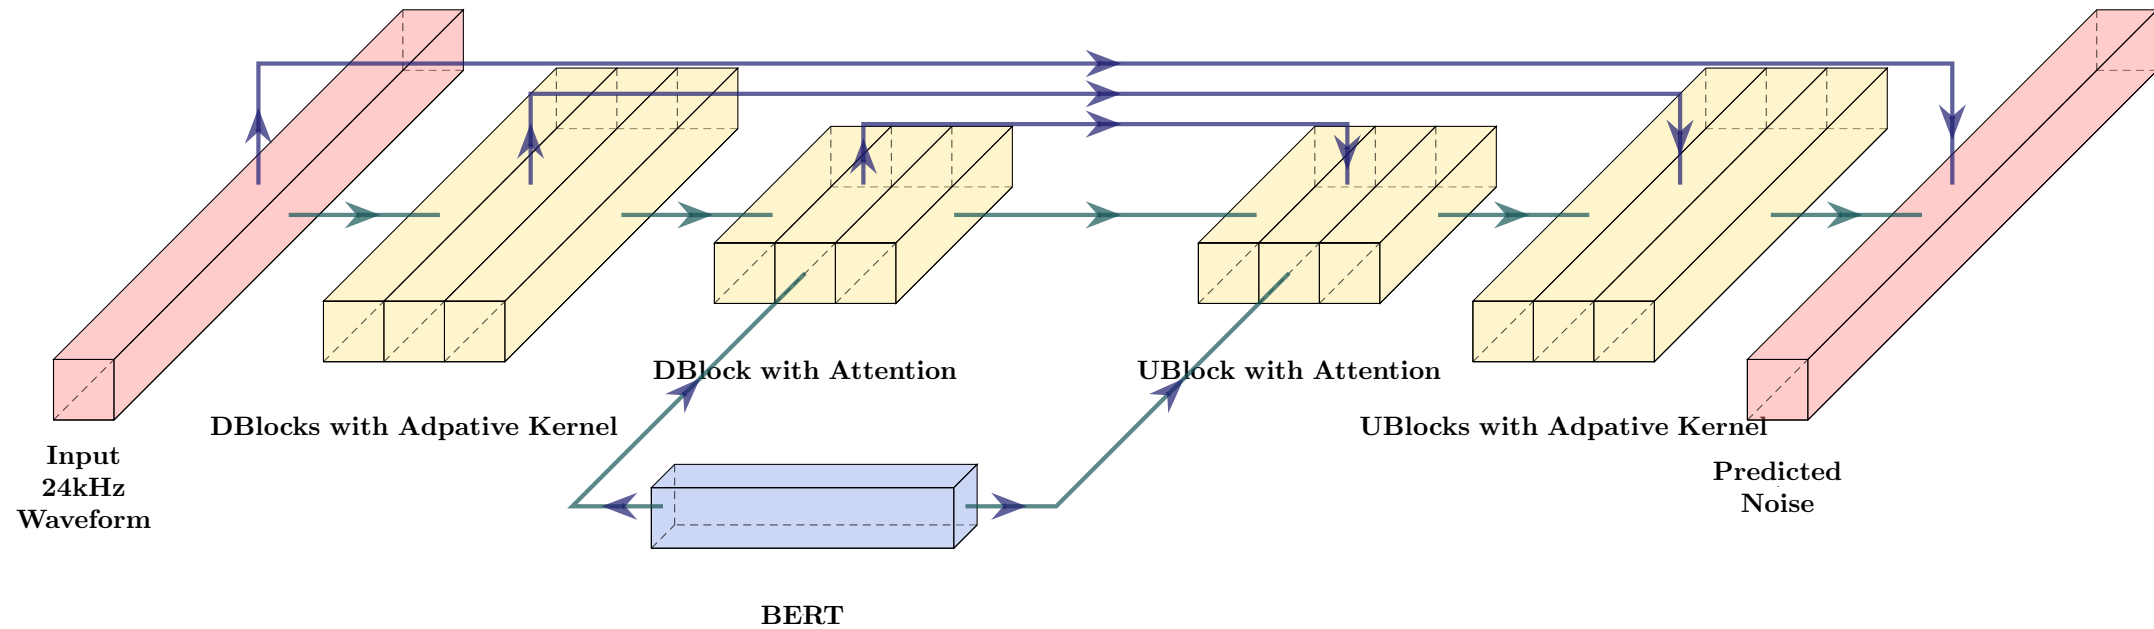 DBlock with Attention
UBlock with Attention
DBlocks with Adpative Kernel
UBlocks with Adpative Kernel
Input
24kHz
Waveform
Predicted
Noise
BERT